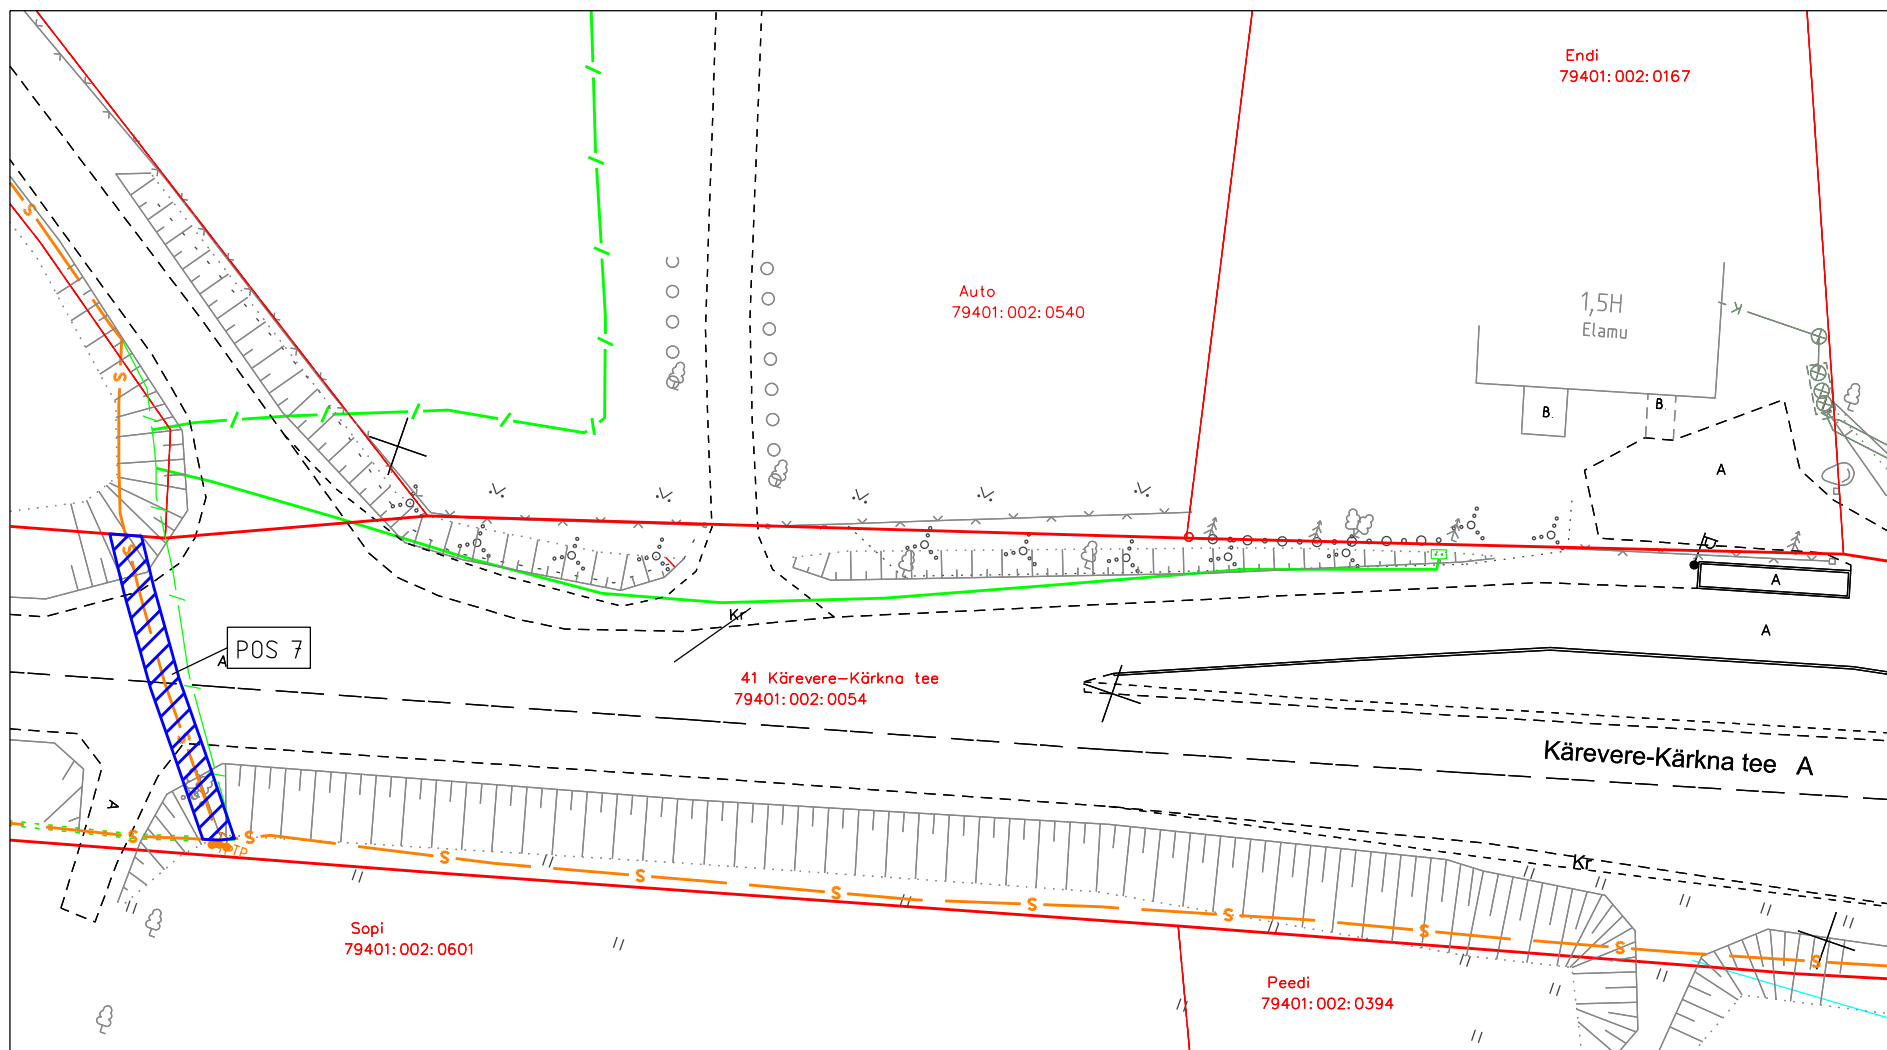 Endi
79401:002:0167
Auto
79401:002:0540
1,5H
Elamu
K
B.
B.
A
S
S
S
A
Kr
A
POS 7
A
41 Kärevere-Kärkna tee
79401:002:0054
Kärevere-Kärkna tee A
A
S
S
S
S
S
S
S
S
S
S
Kr
TP
Sopi
79401:002:0601
Peedi
79401:002:0394